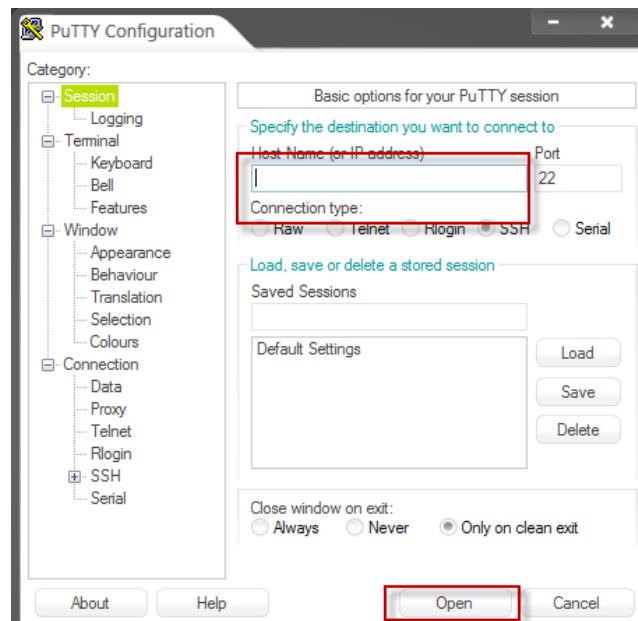 PuTTY Configuration
Category:
Session
Logging
Terminal
Keyboard
Bell
Features
Window
Appearance
Behaviour
Translation
Selection
Colours
Connection
Data
Proxy
Telnet
Rlogin
SSH
Serial
Basic options for your PuTTY session
Specify the destination you want to connect to
Host Name (or IP address) Port
22
Connection type:
Raw Telnet Rlogin SSH Serial
Load, save or delete a stored session
Saved Sessions
Default Settings
Load
Save
Delete
Close window on exit:
Always Never Only on clean exit
About Help Open Cancel